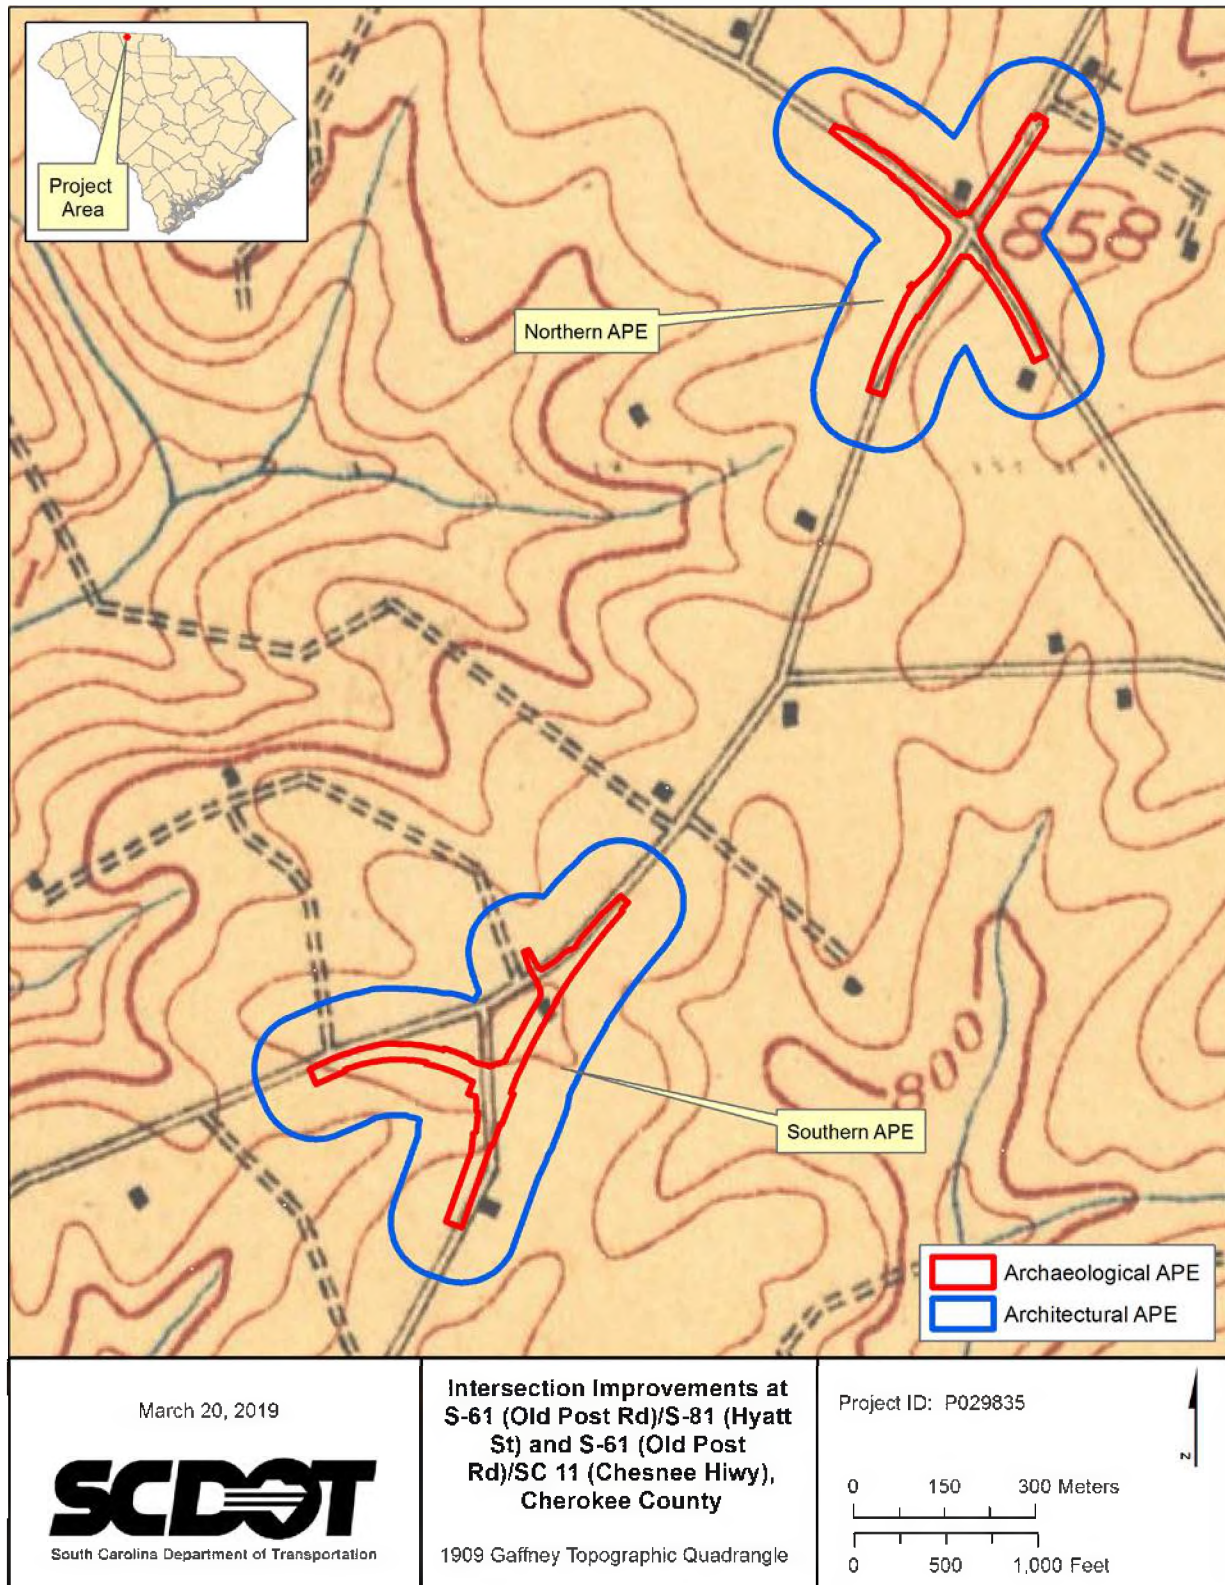 Project
Area
858
Northern APE
800
Southern APE
Archaeological APE
Architectural APE
March 20, 2019
SCDOT
South Carolina Department of Transportation
Intersection Improvements at
S-61 (Old Post Rd)/S-81 (Hyatt
St) and S-61 (Old Post
Rd)/SC 11 (Chesnee Hiwy),
Cherokee County
1909 Gaffney Topographic Quadrangle
Project ID: P029835
N
0 150 300 Meters
0 500 1,000 Feet